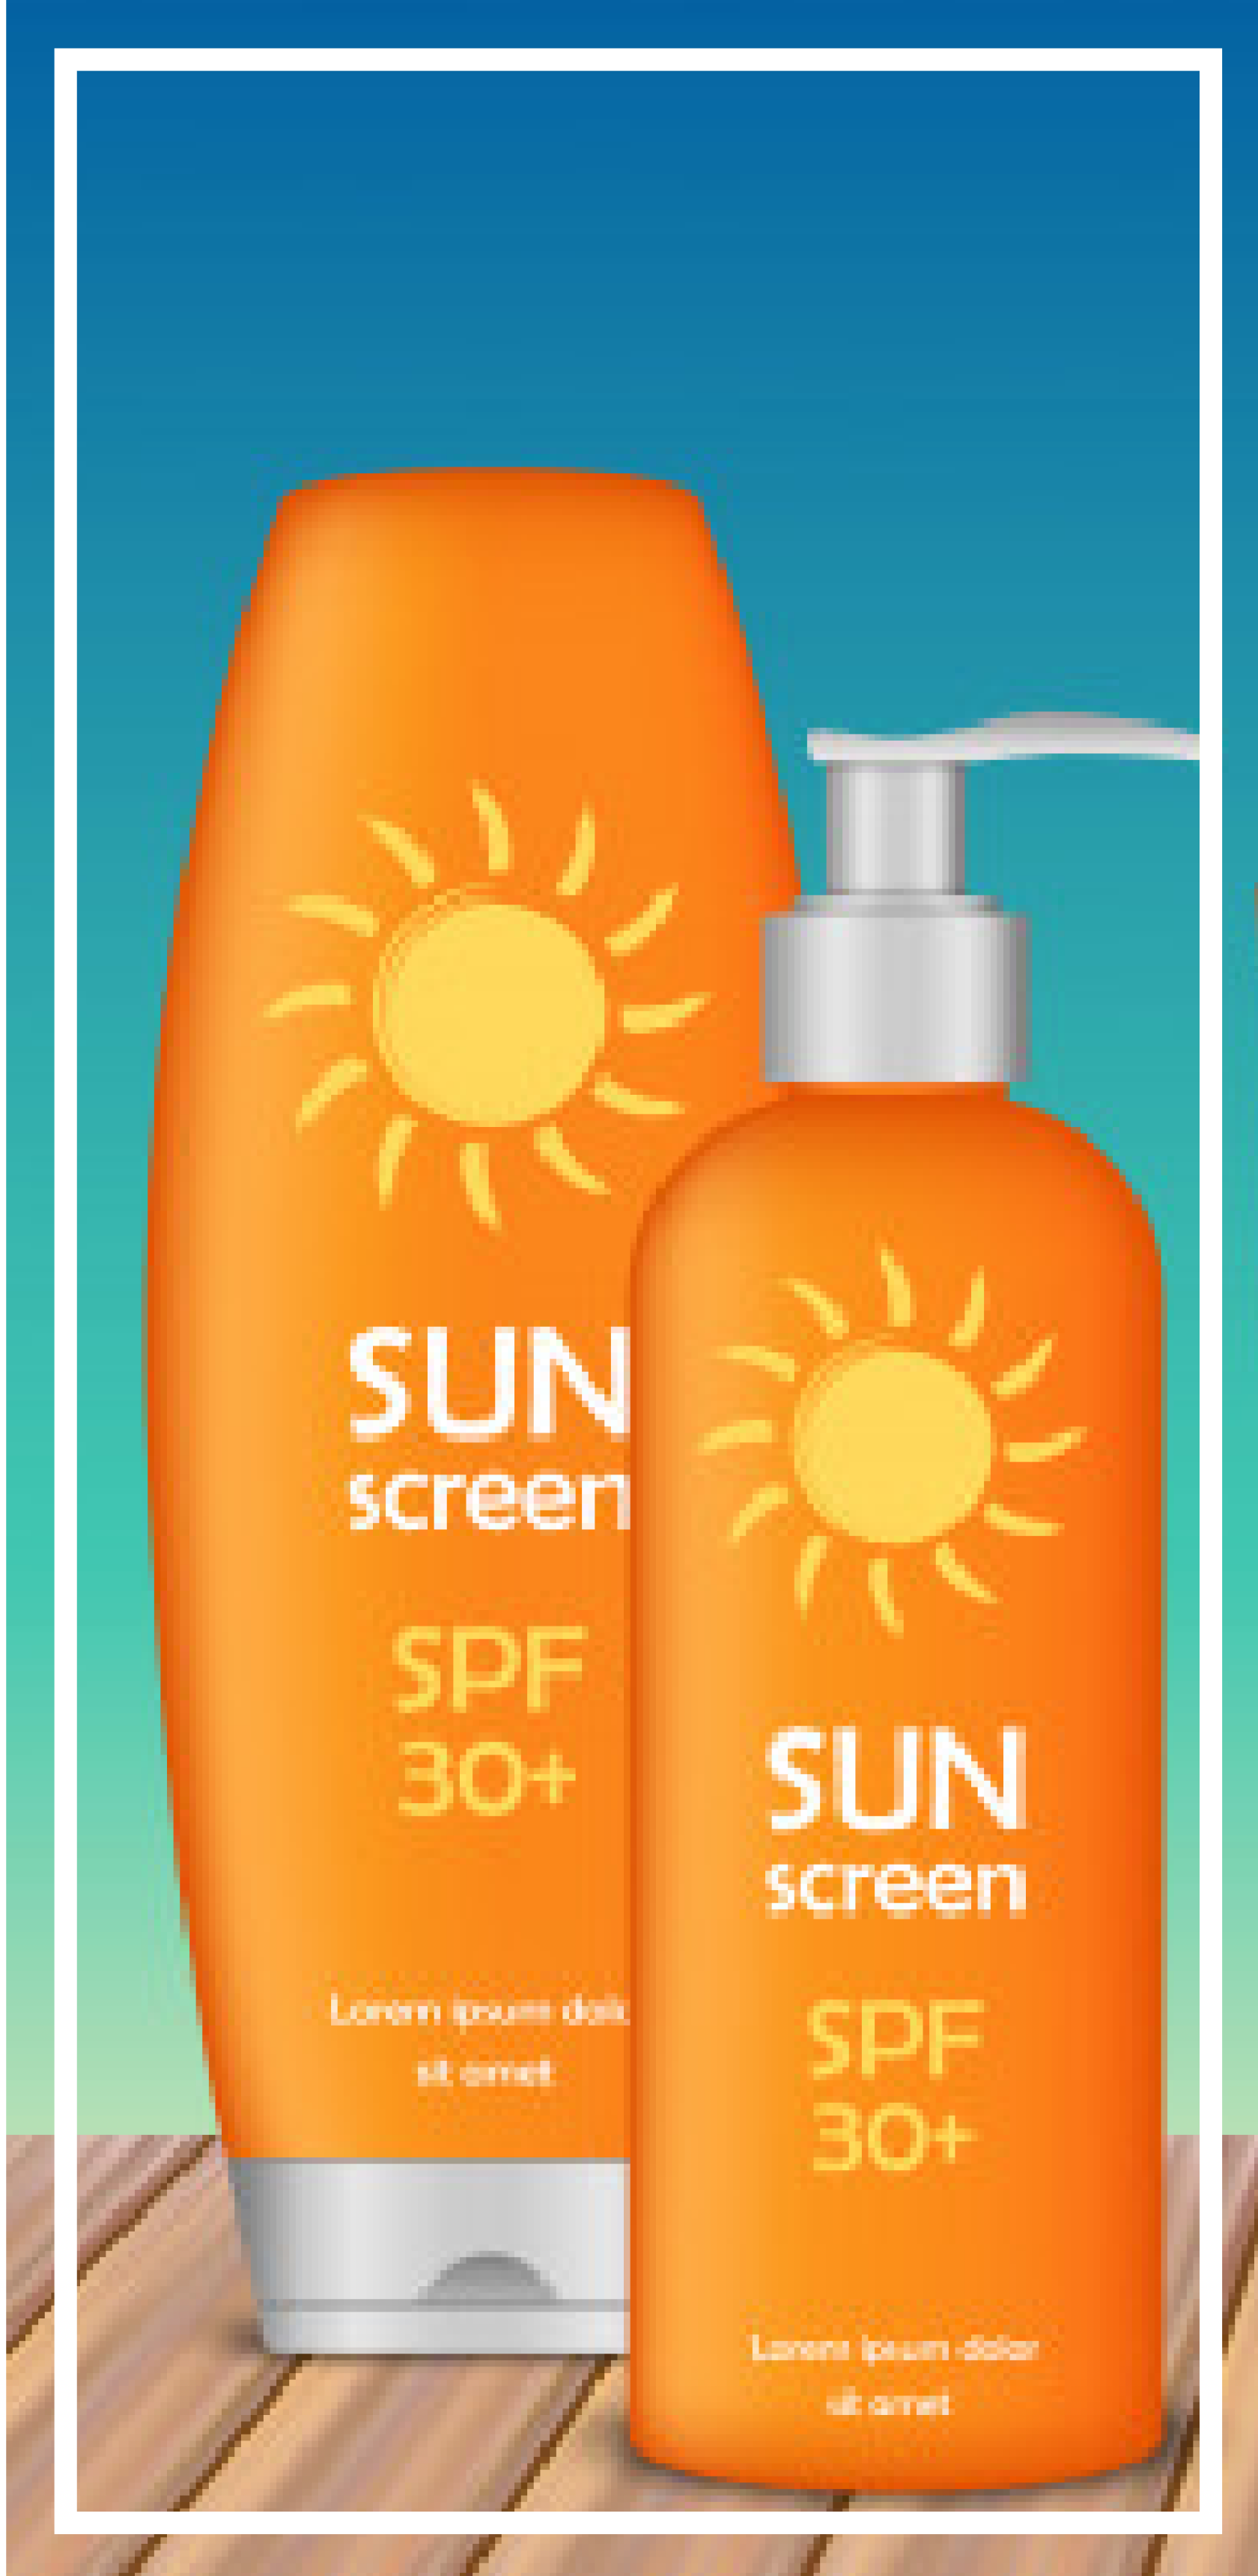 SUN
screen
SPF
30+
Lorem ipsum dolo
sit amet
SUN
screen
SPF
30+
Lorem ipsum dolor
sit amet